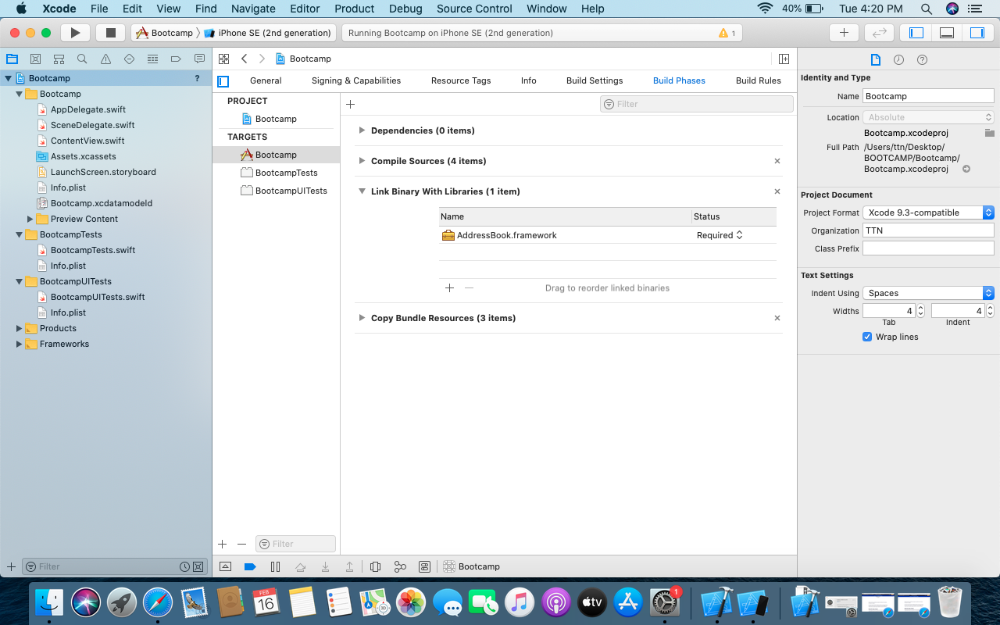 Xcode File Edit View Find Navigate Editor Product Debug Source Control Window Help 40% Tue 4:20 PM
Bootcamp iPhone SE (2nd generation) Running Bootcamp on iPhone SE (2nd generation) 1
Bootcamp
Bootcamp ?
Bootcamp
AppDelegate.swift
SceneDelegate.swift
ContentView.swift
Assets.xcassets
LaunchScreen.storyboard
Info.plist
Bootcamp.xcdatamodeld
Preview Content
BootcampTests
BootcampTests.swift
Info.plist
BootcampUITests
BootcampUITests.swift
Info.plist
Products
Frameworks
Filter
General Signing & Capabilities Resource Tags Info Build Settings Build Phases Build Rules
PROJECT
Bootcamp
TARGETS
Bootcamp
BootcampTests
BootcampUITests
Filter
Filter
Dependencies (0 items)
Compile Sources (4 items)
Link Binary With Libraries (1 item)
Name Status
AddressBook.framework Required
Drag to reorder linked binaries
Copy Bundle Resources (3 items)
Bootcamp
Identity and Type
Name Bootcamp
Location Absolute
Bootcamp.xcodeproj
Full Path /Users/ttn/Desktop/
BOOTCAMP/Bootcamp/
Bootcamp.xcodeproj
Project Document
Project Format Xcode 9.3-compatible
Organization TTN
Class Prefix
Text Settings
Indent Using Spaces
Widths 4 4
Tab Indent
Wrap lines
FEB
16
tv
1